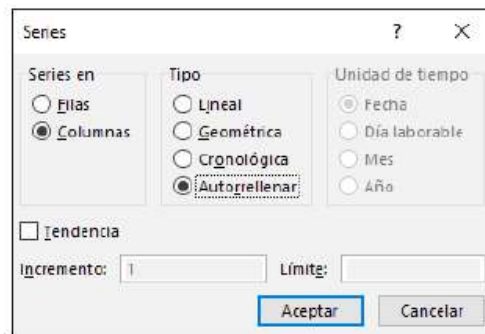 Series ?
Series en
Filas
Columnas
Tipo
Lineal
Geométrica
Cronológica
Autorrellenar
Unidad de tiempo
Fecha
Día laborable
Mes
Año
Tendencia
Incremento: 1
Límite:
Aceptar
Cancelar